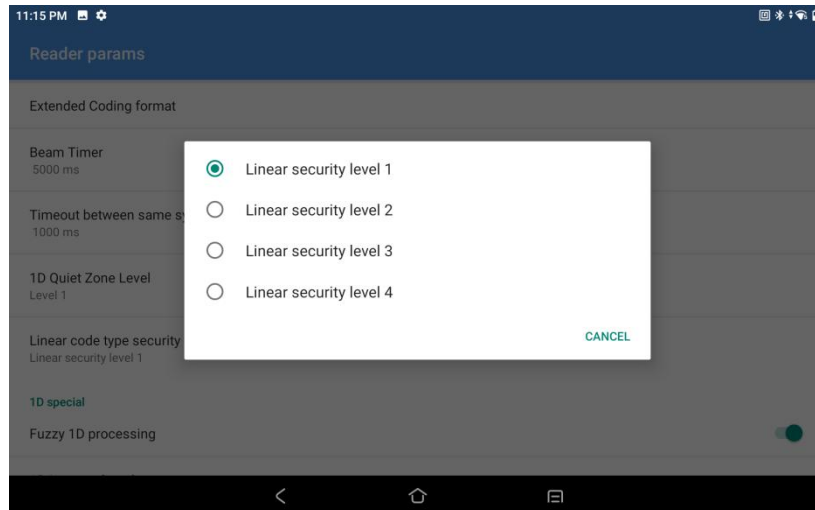 11:15 PM
Reader params
Extended Coding format
Beam Timer
5000 ms
Timeout between same
1000 ms
1D Quiet Zone Level
Level 1
Linear code type security
Linear security level 1
1D special
Fuzzy 1D processing
Linear security level 1
Linear security level 2
Linear security level 3
Linear security level 4
CANCEL